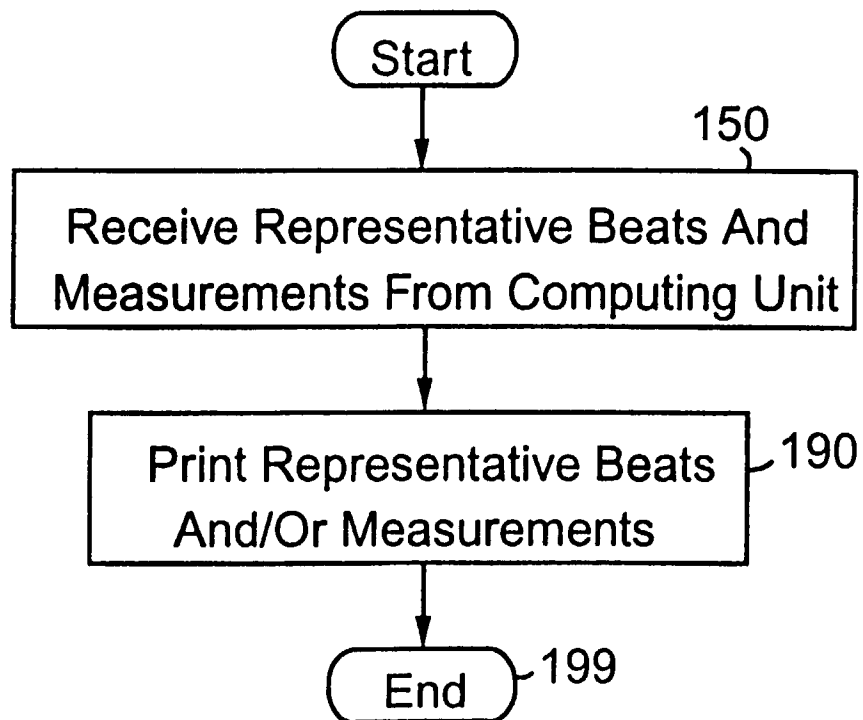 Start
150
Receive Representative Beats And
Measurements From Computing Unit
Print Representative Beats
And/Or Measurements
190
End
199